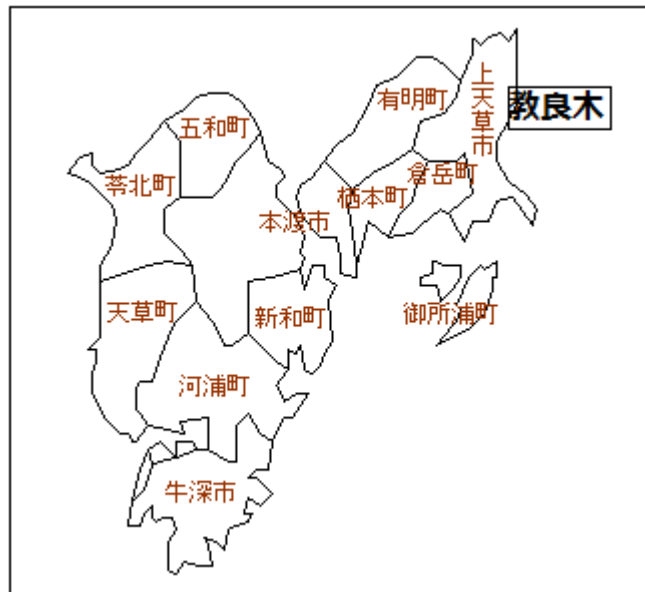 上天草市
教良木
有明町
五和町
倉岳町
苓北町
栖本町
本渡市
天草町
新和町
御所浦町
河浦町
牛深市